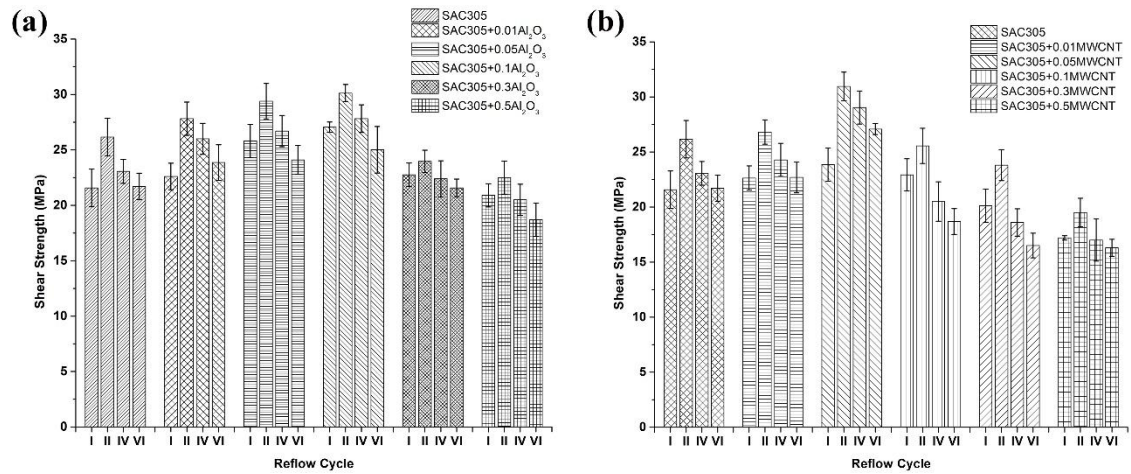 (a)
SAC305
SAC305+0.01Al₂O₃
SAC305+0.05Al₂O₃
SAC305+0.1Al₂O₃
SAC305+0.3Al₂O₃
SAC305+0.5Al₂O₃
Shear Strength (MPa)
35
30
25
20
15
10
5
0
I II IV VI I II IV VI I II IV VI I II IV VI I II IV VI I II IV VI
Reflow Cycle
(b)
SAC305
SAC305+0.01MWCNT
SAC305+0.05MWCNT
SAC305+0.1MWCNT
SAC305+0.3MWCNT
SAC305+0.5MWCNT
Shear Strength (MPa)
35
30
25
20
15
10
5
0
I II IV VI I II IV VI I II IV VI I II IV VI I II IV VI I II IV VI
Reflow Cycle